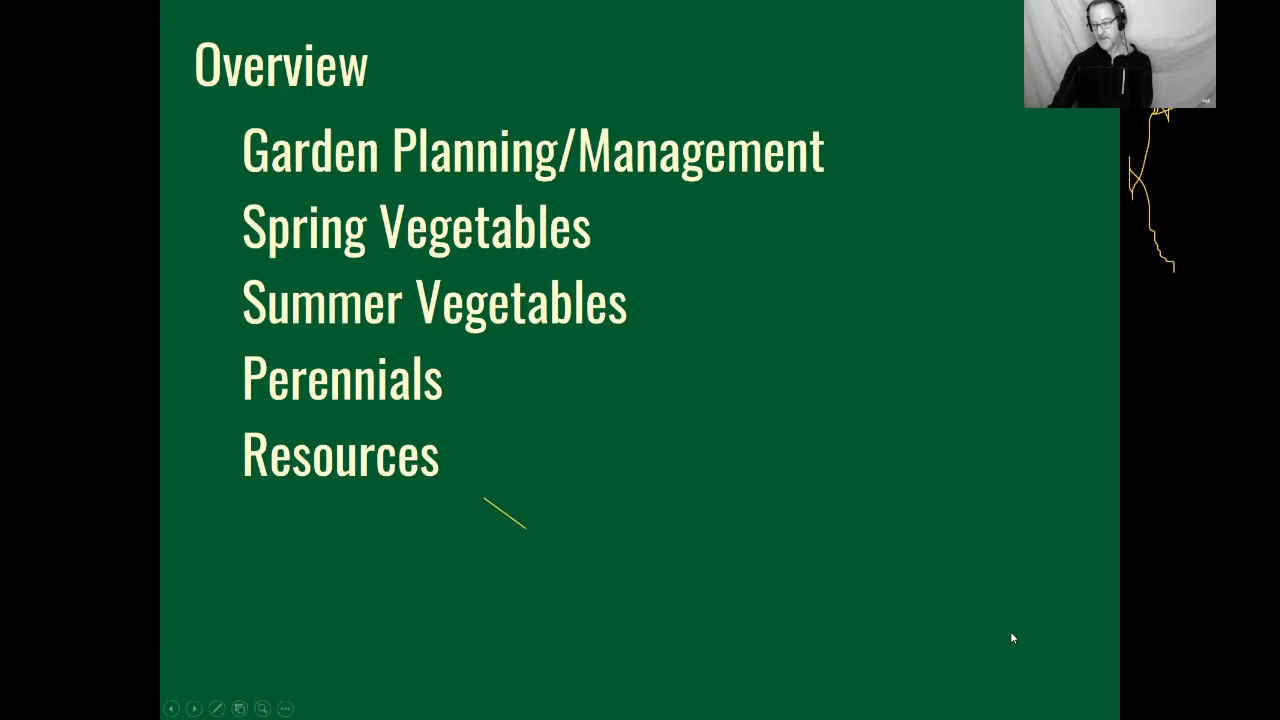 Overview
Garden Planning/Management
Spring Vegetables
Summer Vegetables
Perennials
Resources